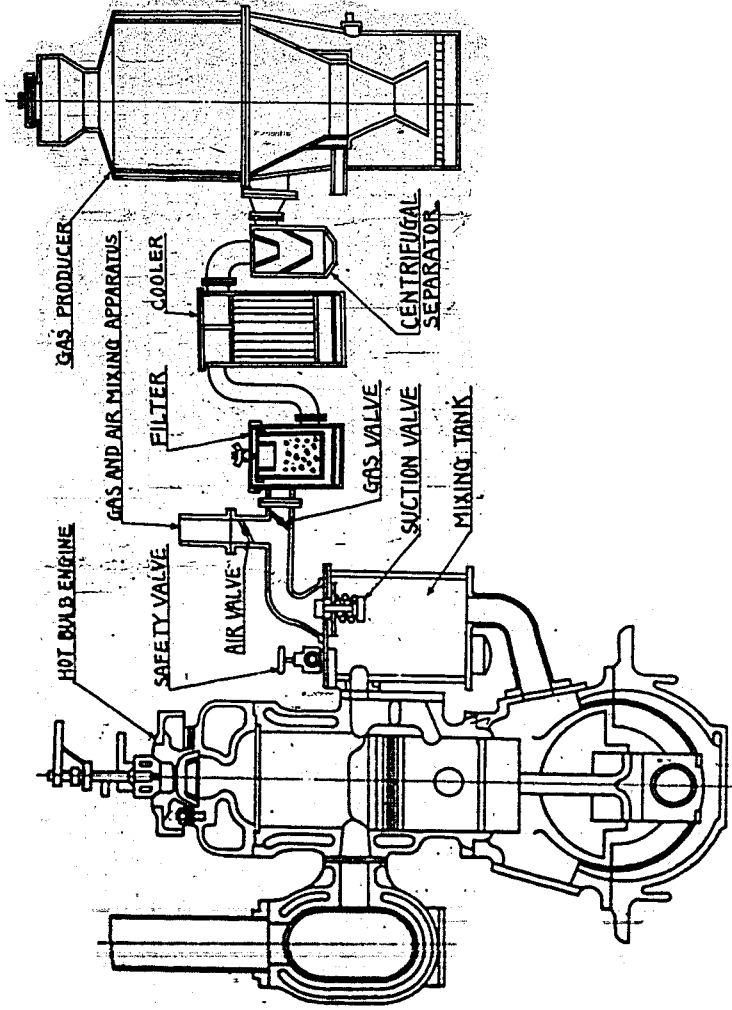 GAS PRODUCER
GAS AND AIR MIXING APPARATUS
COOLER
CENTRIFUGAL
SEPARATOR
FILTER
GAS VALVE
SUCTION VALVE
MIXING TANK
HOT BULB ENGINE
SAFETY VALVE
AIR VALVE